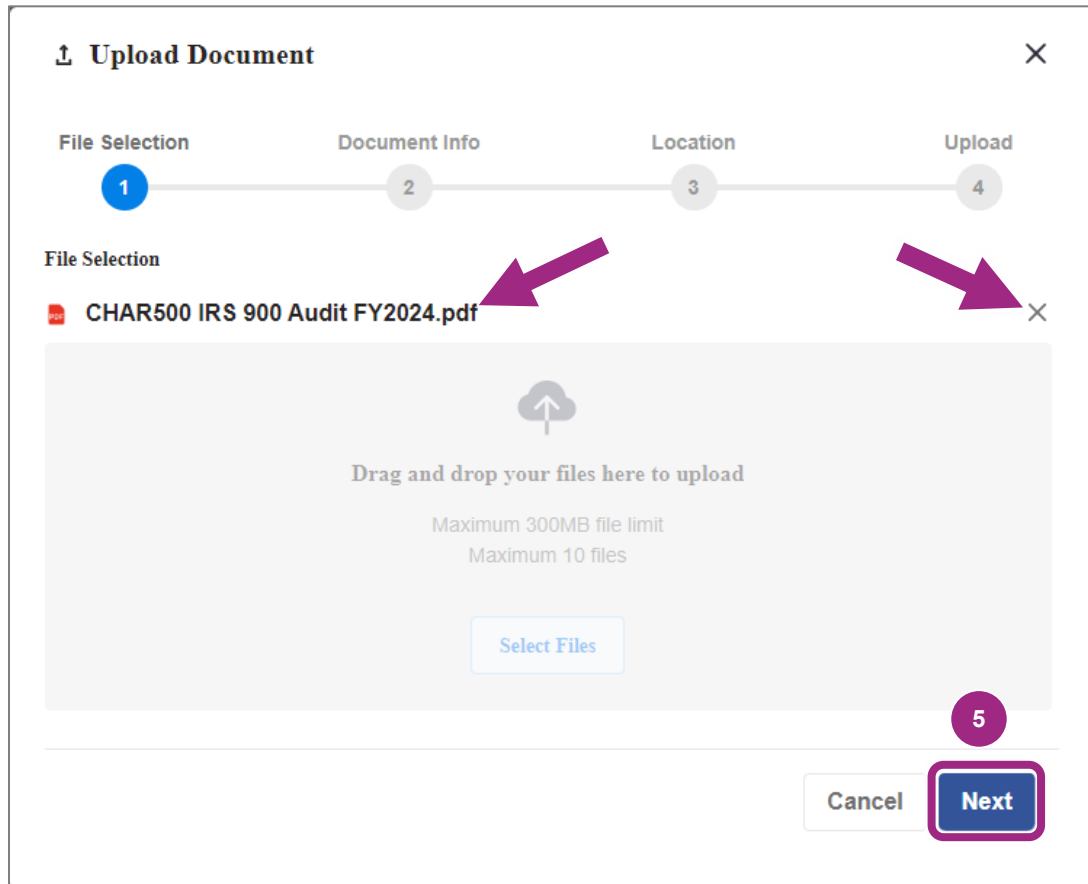 Upload Document
File Selection Document Info Location Upload
1 2 3 4
File Selection
PDF CHAR500 IRS 900 Audit FY2024.pdf
Drag and drop your files here to upload
Maximum 300MB file limit
Maximum 10 files
Select Files
5
Cancel Next